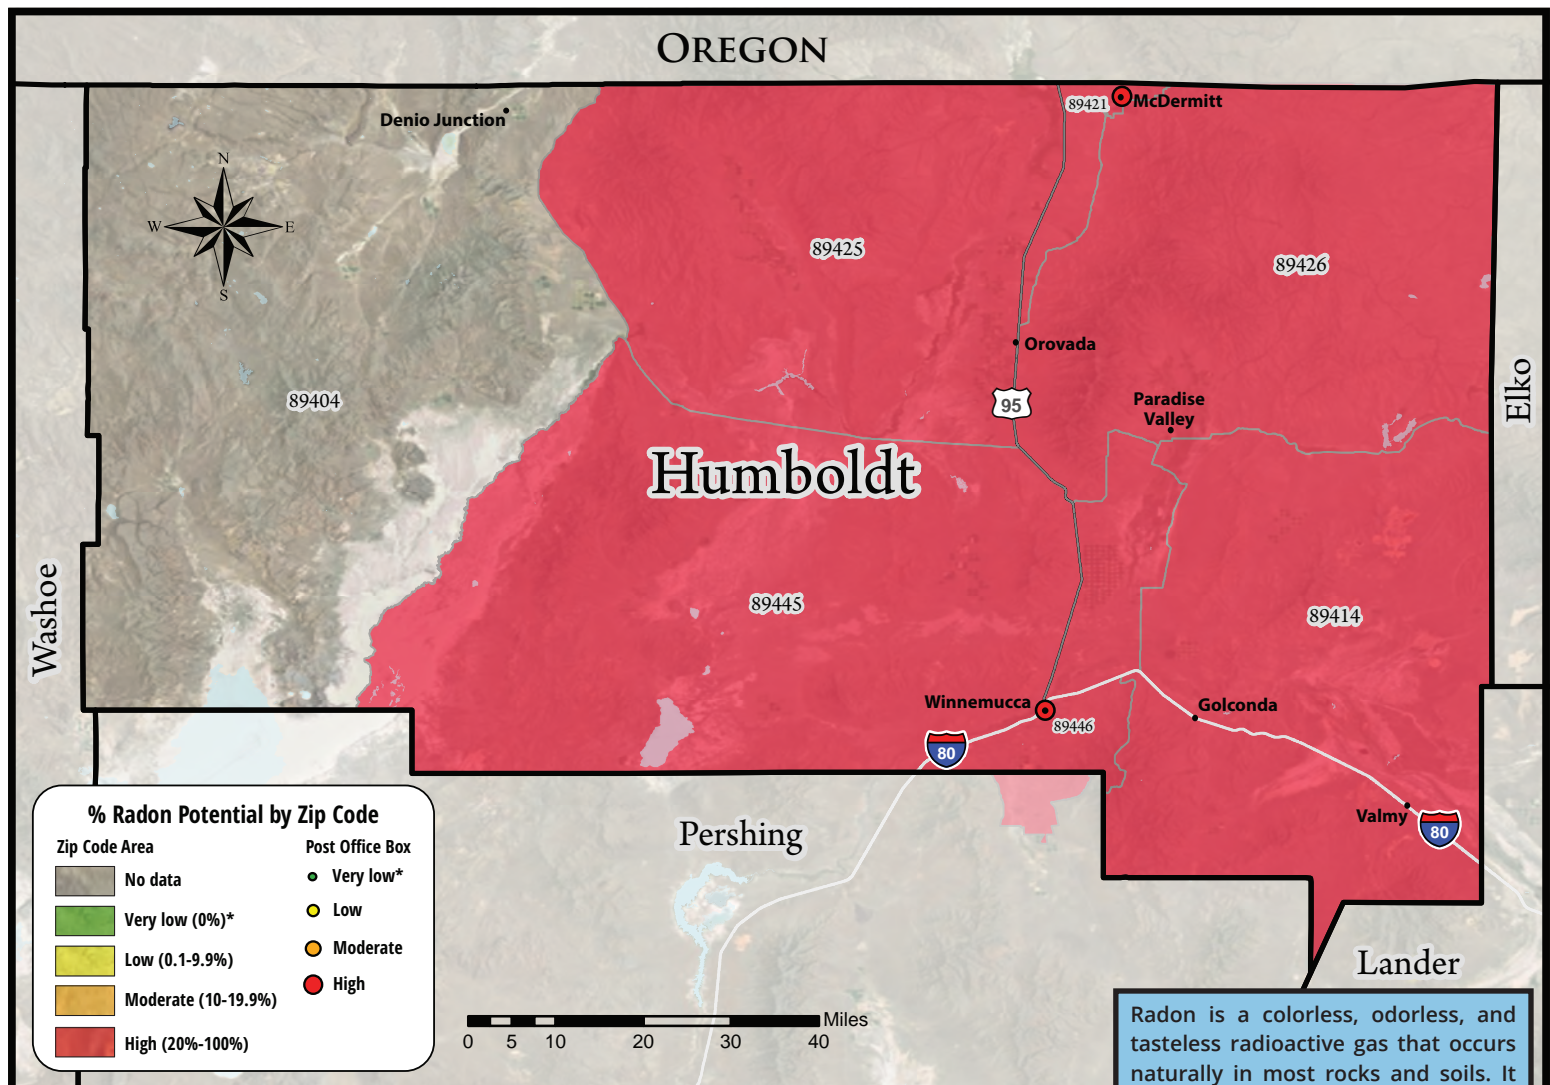 OREGON
Denio Junction
89421
McDermitt
N
W
E
S
89425
89426
Orovada
89404
95
Paradise
Valley
Elko
Humboldt
Washoe
89445
89414
Winnemucca
89446
Golconda
80
Valmy
80
Pershing
Lander
% Radon Potential by Zip Code
Zip Code Area
No data
Very low (0%)*
Low (0.1-9.9%)
Moderate (10-19.9%)
High (20%-100%)
Post Office Box
Very low*
Low
Moderate
High
Miles
0 5 10 20 30 40
Radon is a colorless, odorless, and
tasteless radioactive gas that occurs
naturally in most rocks and soils. It